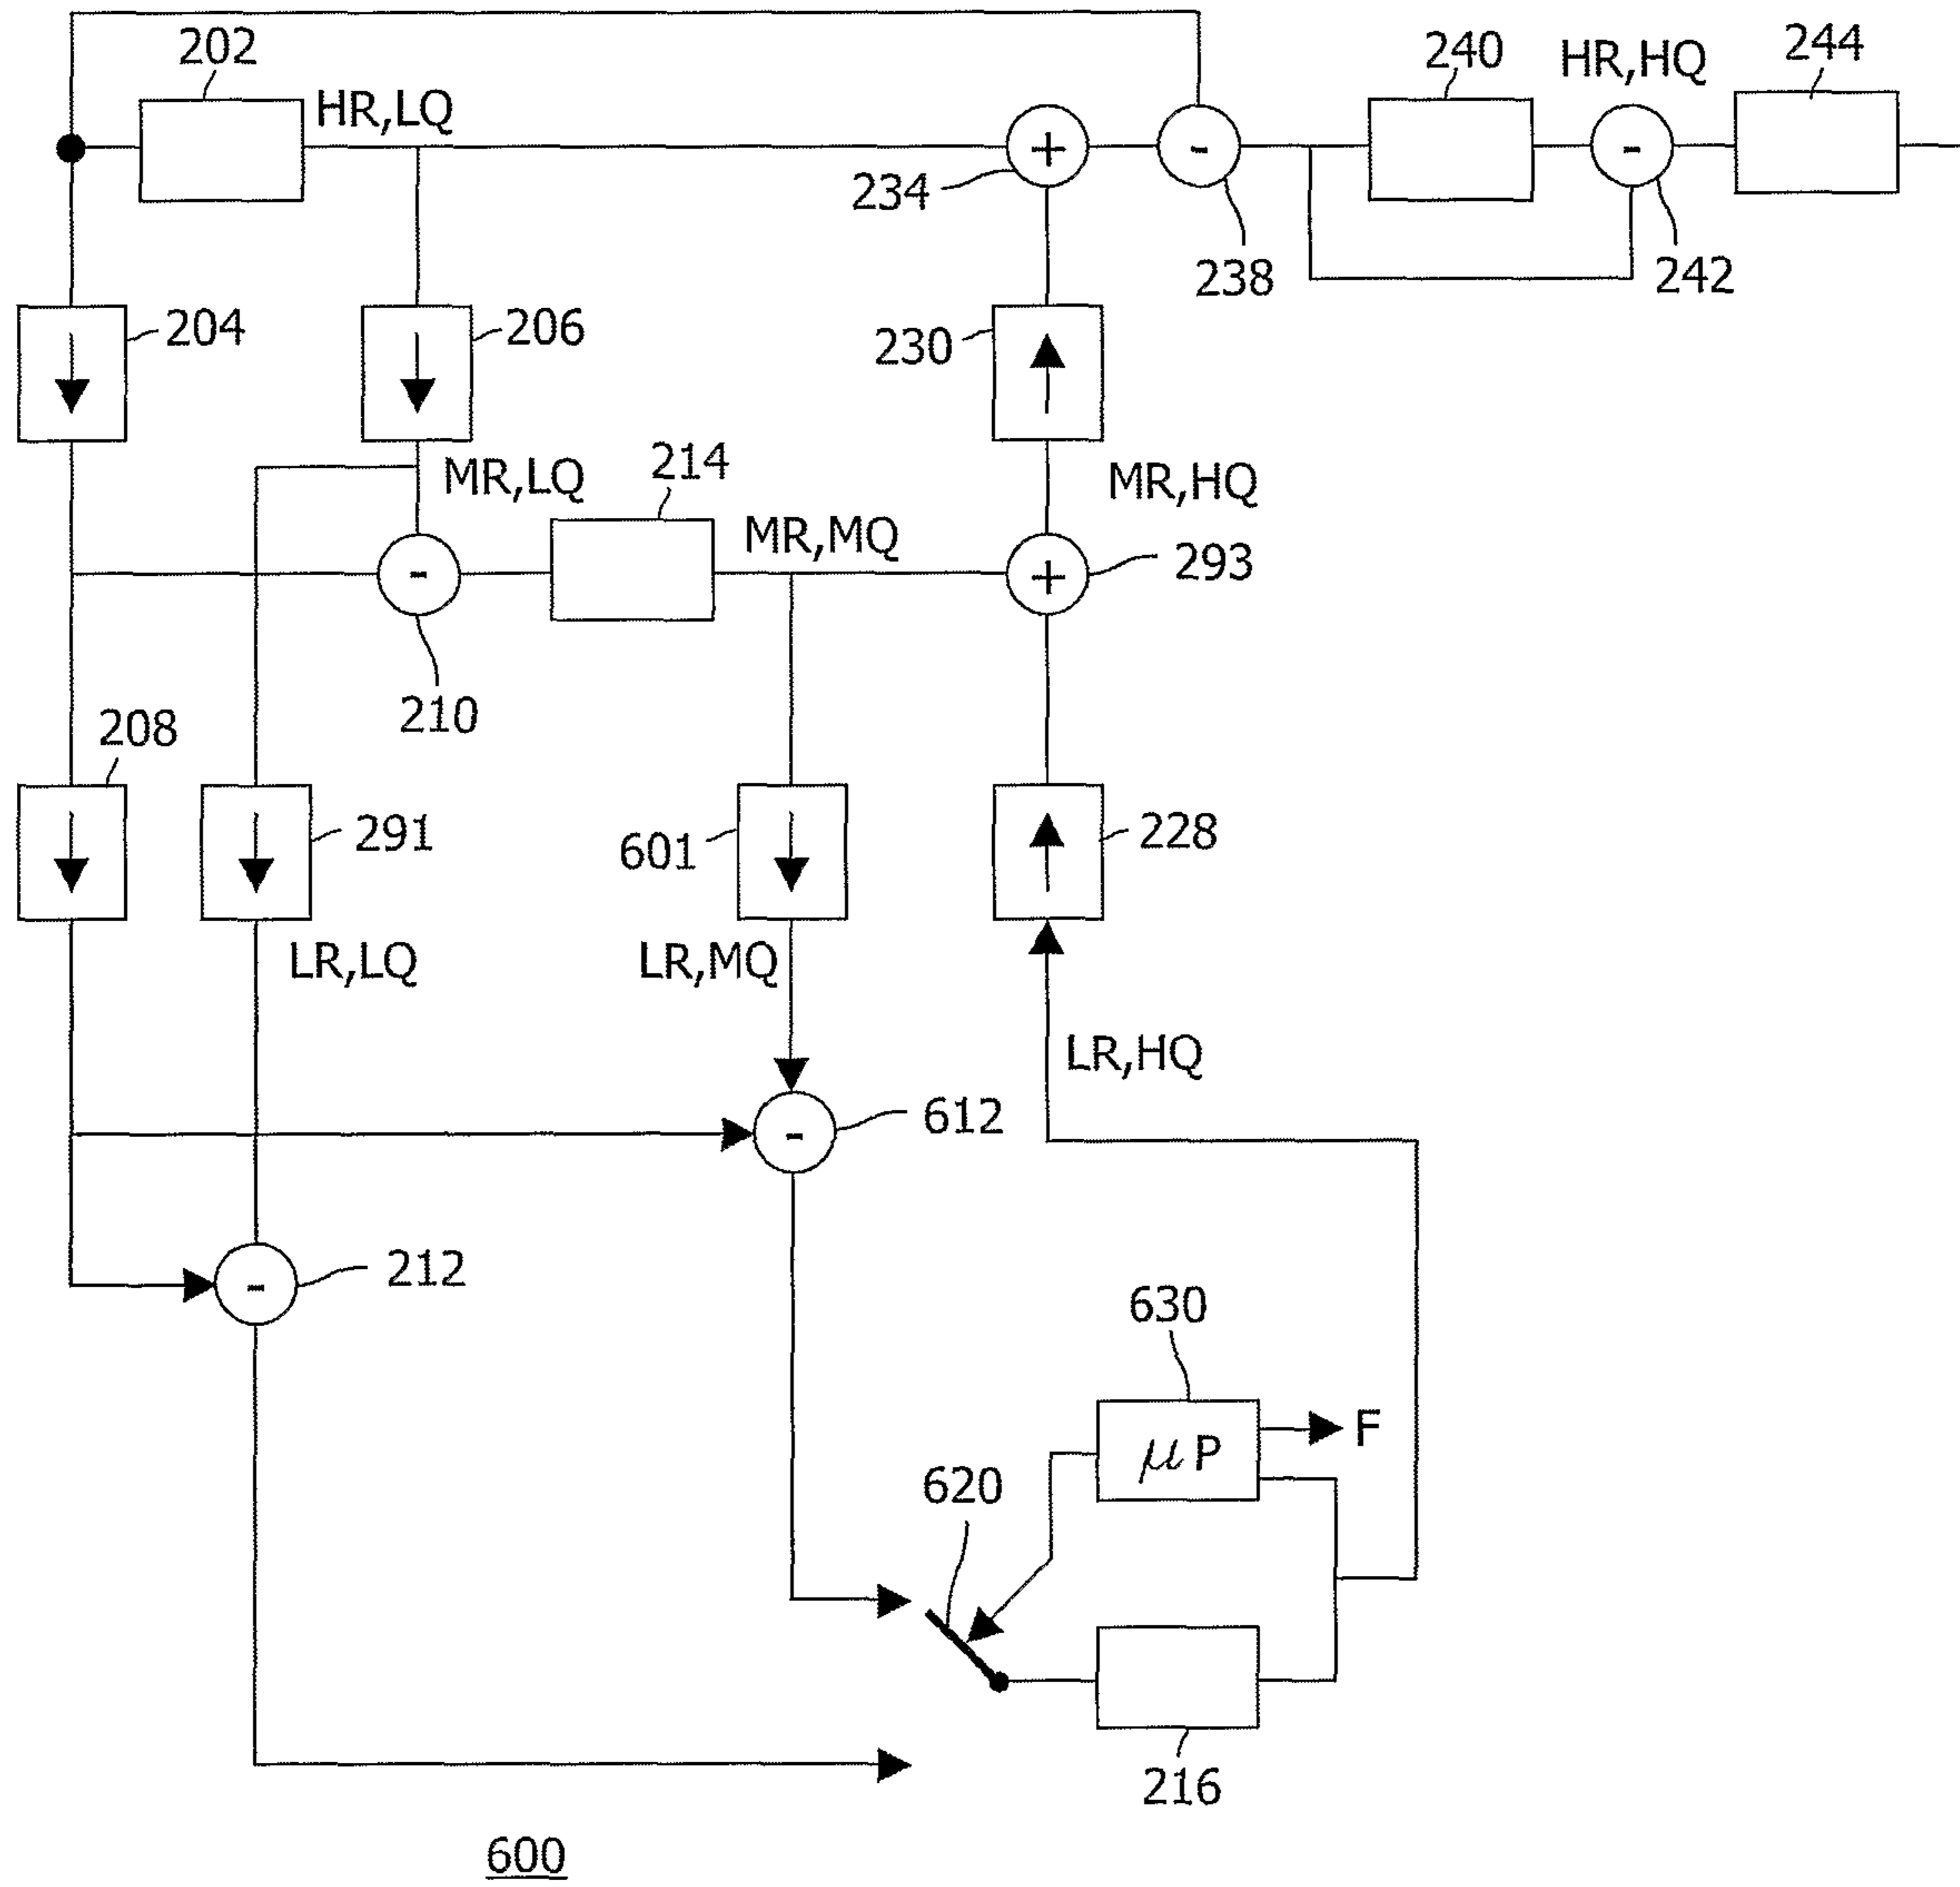 202
HR,LQ
240
HR,HQ
244
+
-
-
234
238
242
204
206
230
MR,LQ
214
MR,HQ
MR,MQ
-
+
293
210
208
291
601
228
LR,LQ
LR,MQ
LR,HQ
-
612
-
212
630
μP
F
620
216
600